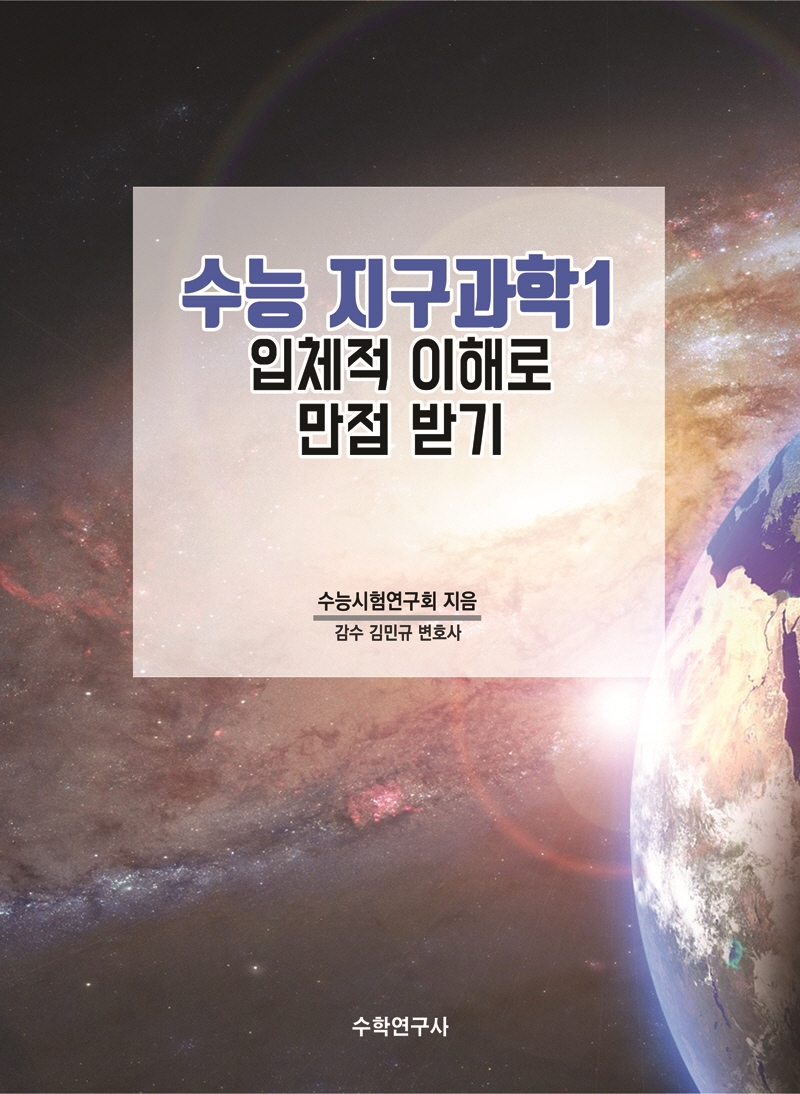 수능 지구과학1
입체적 이해로
만점 받기
수능시험연구회 지음
감수 김민규 변호사
수학연구사